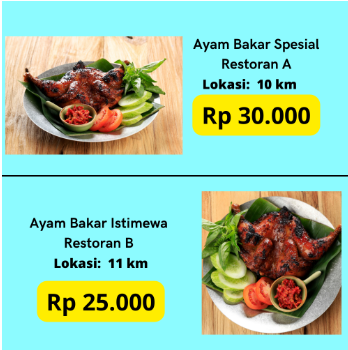 Ayam Bakar Spesial
Restoran A
Lokasi: 10 km
Rp 30.000
Ayam Bakar Istimewa
Restoran B
Lokasi: 11 km
Rp 25.000